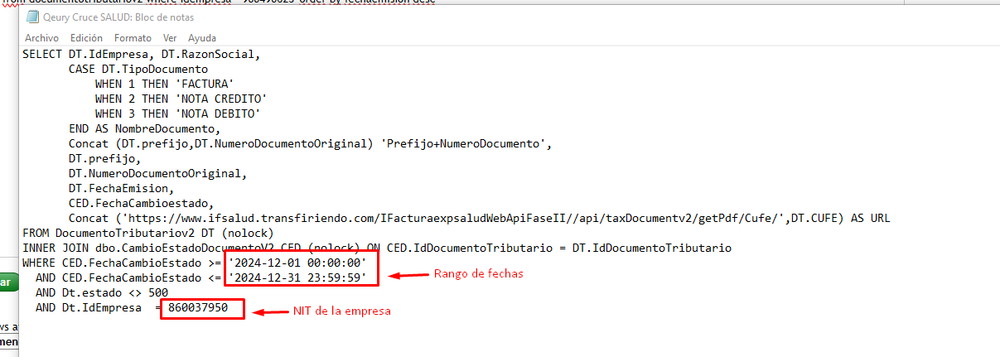 from documentotributariov2 where idempresa = 900490023 order by fechaemision desc
Qeury Cruce SALUD: Bloc de notas
Archivo Edición Formato Ver Ayuda
SELECT DT.IdEmpresa, DT.RazonSocial,
CASE DT.TipoDocumento
WHEN 1 THEN 'FACTURA'
WHEN 2 THEN 'NOTA CREDITO'
WHEN 3 THEN 'NOTA DEBITO'
END AS NombreDocumento,
Concat (DT.prefijo,DT.NumeroDocumentoOriginal) 'Prefijo+NumeroDocumento',
DT.prefijo,
DT.NumeroDocumentoOriginal,
DT.FechaEmision,
CED.FechaCambioestado,
Concat ('https://www.ifsalud.transfiriendo.com/IFacturaexpsaludWebApiFaseII//api/taxDocumentv2/getPdf/Cufe/',DT.CUFE) AS URL
FROM DocumentoTributariov2 DT (nolock)
INNER JOIN dbo.CambioEstadoDocumentoV2 CED (nolock) ON CED.IdDocumentoTributario = DT.IdDocumentoTributario
WHERE CED.FechaCambioEstado >= '2024-12-01 00:00:00'
AND CED.FechaCambioEstado <= '2024-12-31 23:59:59'
Rango de fechas
AND Dt.estado <> 500
AND Dt.IdEmpresa = 860037950
NIT de la empresa
ar
vs a
men